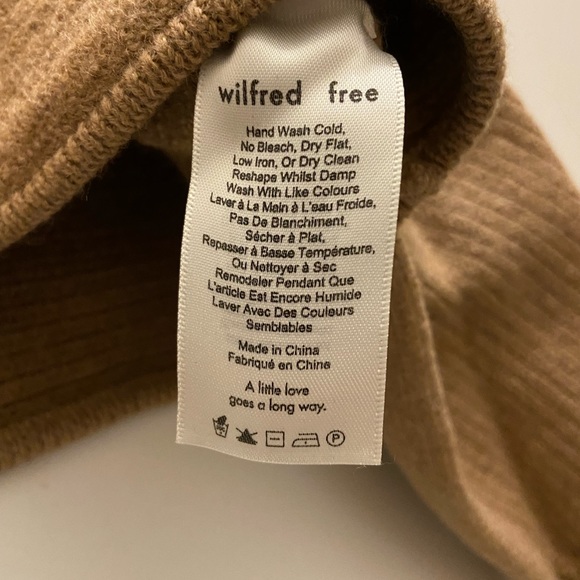 wilfred free
Hand Wash Cold,
No Bleach, Dry Flat,
Low Iron, Or Dry Clean
Reshape Whilst Damp
Wash With Like Colours
Laver à La Main à L'eau Froide,
Pas De Blanchiment,
Sécher à Plat,
Repasser à Basse Température,
Ou Nettoyer à Sec
Remodeler Pendant Que
L'article Est Encore Humide
Laver Avec Des Couleurs
Semblables
Made in China
Fabriqué en Chine
A little love
goes a long way.
P